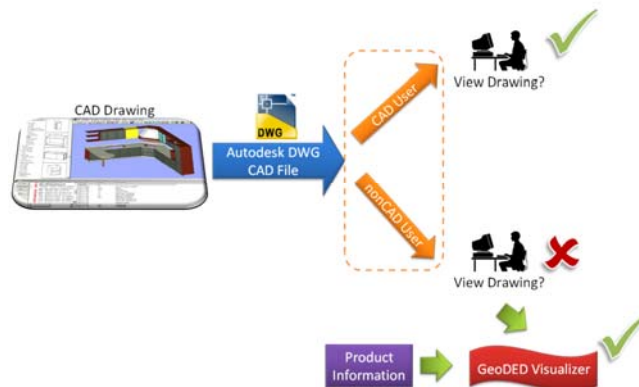 CAD Drawing
DWG
Autodesk DWG
CAD File
CAD User
nonCAD User
View Drawing?
View Drawing?
Product
Information
GeoDED Visualizer